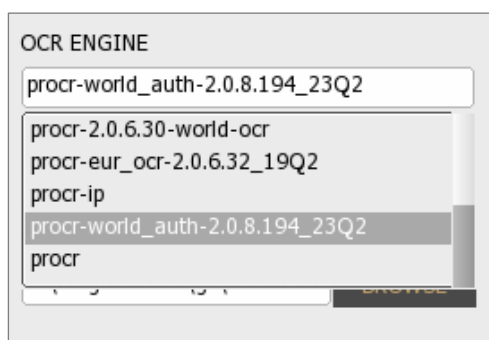 OCR ENGINE
procr-world_auth-2.0.8.194_23Q2
procr-2.0.6.30-world-ocr
procr-eur_ocr-2.0.6.32_19Q2
procr-ip
procr-world_auth-2.0.8.194_23Q2
procr
BROWSE